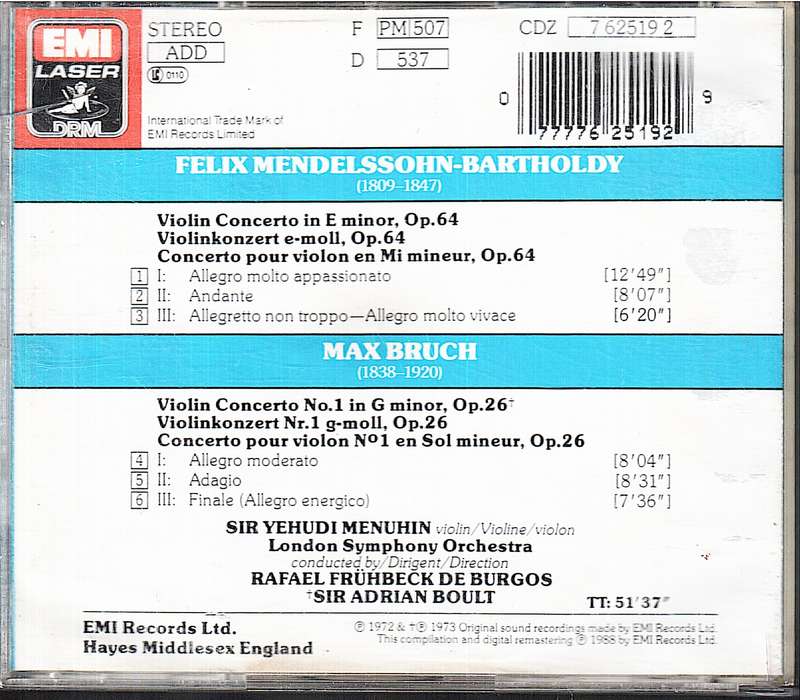 EMI
LASER
DRM
STEREO
ADD
LC 0110
International Trade Mark of
EMI Records Limited
F PM 507
D 537
CDZ 7 62519 2
0 77776 25192 9
FELIX MENDELSSOHN-BARTHOLDY
(1809–1847)
Violin Concerto in E minor, Op.64
Violinkonzert e-moll, Op.64
Concerto pour violon en Mi mineur, Op.64
1 I: Allegro molto appassionato [12′49″]
2 II: Andante [8′07″]
3 III: Allegretto non troppo—Allegro molto vivace [6′20″]
MAX BRUCH
(1838–1920)
Violin Concerto No.1 in G minor, Op.26†
Violinkonzert Nr.1 g-moll, Op.26
Concerto pour violon Nº1 en Sol mineur, Op.26
4 I: Allegro moderato [8′04″]
5 II: Adagio [8′31″]
6 III: Finale (Allegro energico) [7′36″]
SIR YEHUDI MENUHIN violin/Violine/violon
London Symphony Orchestra
conducted by/Dirigent/Direction
RAFAEL FRÜHBECK DE BURGOS
†SIR ADRIAN BOULT
TT: 51′37″
EMI Records Ltd.
Hayes Middlesex England
℗ 1972 & †℗ 1973 Original sound recordings made by EMI Records Ltd.
This compilation and digital remastering ℗ 1988 by EMI Records Ltd.